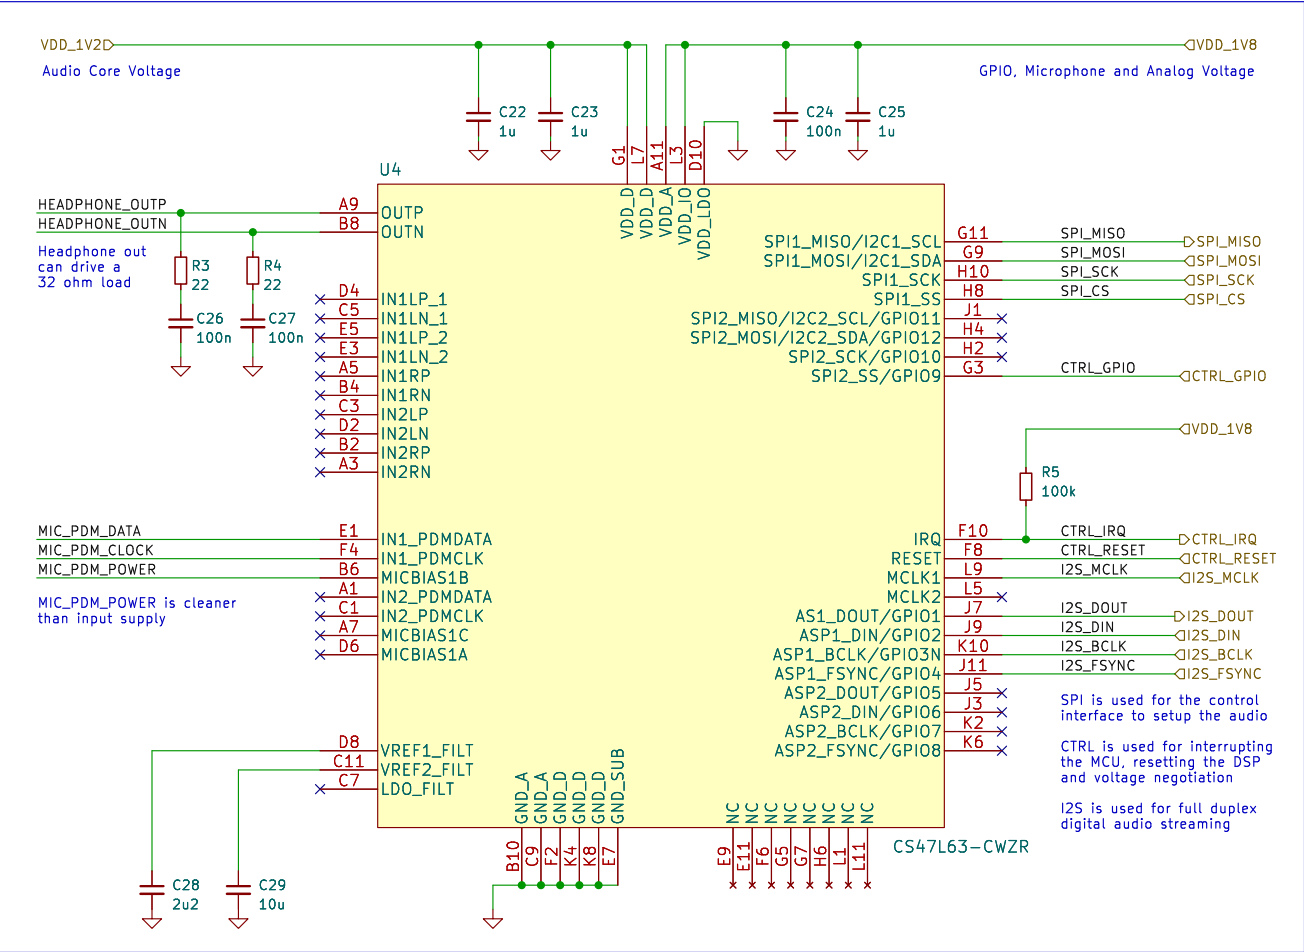 VDD_1V2
VDD_1V8
Audio Core Voltage
GPIO, Microphone and Analog Voltage
C22
1u
C23
1u
C24
100n
C25
1u
G1
L7
A11
L3
D10
U4
VDD_D
VDD_D
VDD_A
VDD_IO
VDD_LDO
HEADPHONE_OUTP
A9
OUTP
HEADPHONE_OUTN
B8
OUTN
Headphone out
can drive a
32 ohm load
R3
22
R4
22
C26
100n
C27
100n
D4
IN1LP_1
C5
IN1LN_1
E5
IN1LP_2
E3
IN1LN_2
A5
IN1RP
B4
IN1RN
C3
IN2LP
D2
IN2LN
B2
IN2RP
A3
IN2RN
MIC_PDM_DATA
E1
IN1_PDMDATA
MIC_PDM_CLOCK
F4
IN1_PDMCLK
MIC_PDM_POWER
B6
MICBIAS1B
A1
IN2_PDMDATA
C1
IN2_PDMCLK
A7
MICBIAS1C
D6
MICBIAS1A
MIC_PDM_POWER is cleaner
than input supply
D8
VREF1_FILT
C11
VREF2_FILT
C7
LDO_FILT
C28
2u2
C29
10u
SPI1_MISO/I2C1_SCL
G11
SPI_MISO
SPI_MISO
SPI1_MOSI/I2C1_SDA
G9
SPI_MOSI
SPI_MOSI
SPI1_SCK
H10
SPI_SCK
SPI_SCK
SPI1_SS
H8
SPI_CS
SPI_CS
SPI2_MISO/I2C2_SCL/GPIO11
J1
SPI2_MOSI/I2C2_SDA/GPIO12
H4
SPI2_SCK/GPIO10
H2
SPI2_SS/GPIO9
G3
CTRL_GPIO
CTRL_GPIO
VDD_1V8
R5
100k
IRQ
F10
CTRL_IRQ
CTRL_IRQ
RESET
F8
CTRL_RESET
CTRL_RESET
MCLK1
L9
I2S_MCLK
I2S_MCLK
MCLK2
L5
AS1_DOUT/GPIO1
J7
I2S_DOUT
I2S_DOUT
ASP1_DIN/GPIO2
J9
I2S_DIN
I2S_DIN
ASP1_BCLK/GPIO3N
K10
I2S_BCLK
I2S_BCLK
ASP1_FSYNC/GPIO4
J11
I2S_FSYNC
I2S_FSYNC
ASP2_DOUT/GPIO5
J5
ASP2_DIN/GPIO6
J3
ASP2_BCLK/GPIO7
K2
ASP2_FSYNC/GPIO8
K6
SPI is used for the control
interface to setup the audio
CTRL is used for interrupting
the MCU, resetting the DSP
and voltage negotiation
I2S is used for full duplex
digital audio streaming
GND_A
GND_A
GND_D
GND_D
GND_D
GND_SUB
NC
NC
NC
NC
NC
NC
NC
NC
B10
C9
F2
K4
K8
E7
E9
E11
F6
G5
G7
H6
L1
L11
CS47L63-CWZR